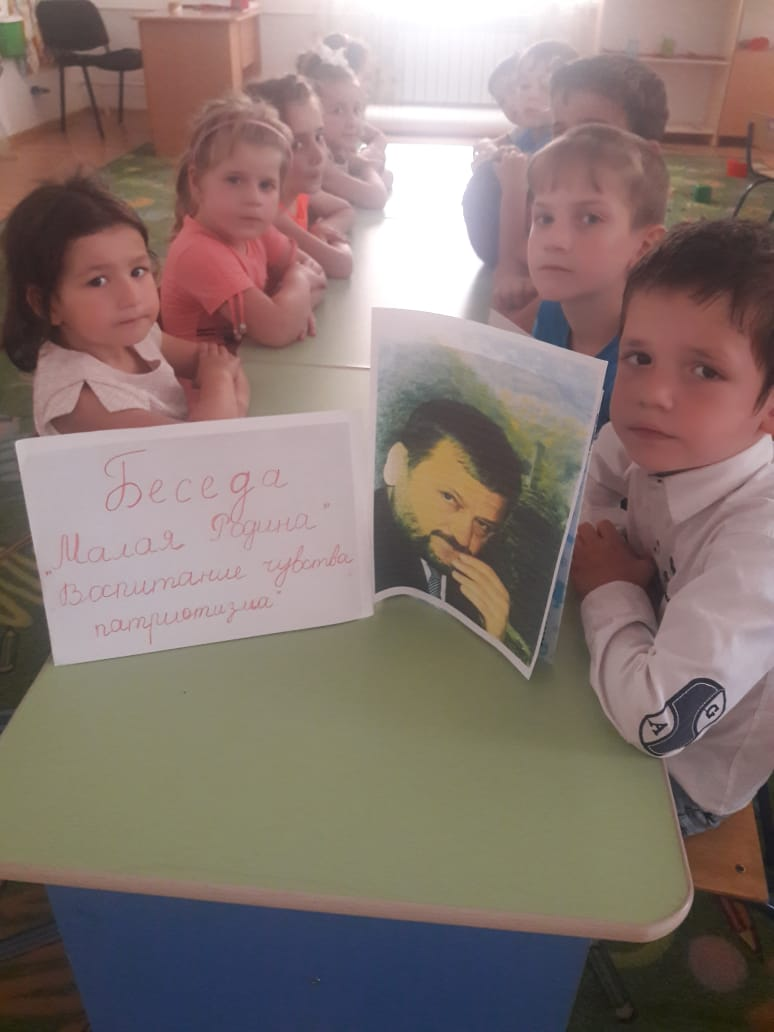 Беседа
"Малая Родина"
"Воспитание чувства
патриотизма"
G
A